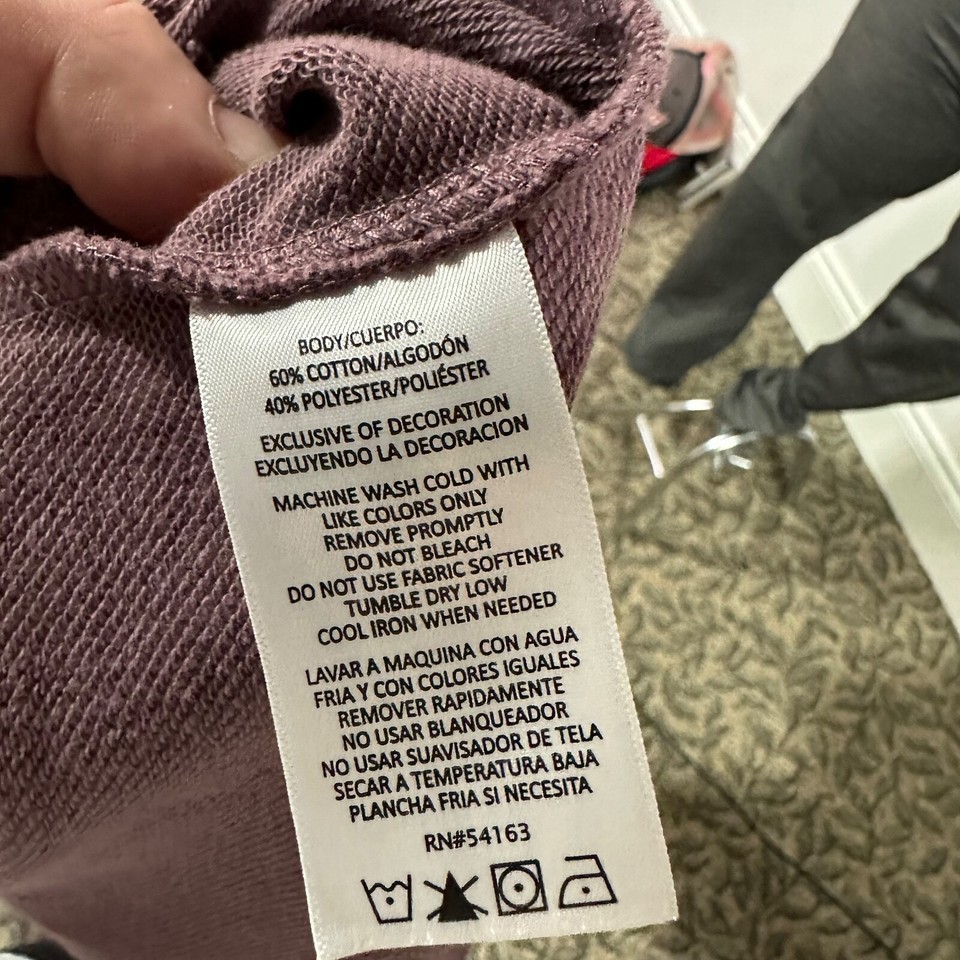 BODY/CUERPO:
60% COTTON/ALGODÓN
40% POLYESTER/POLIÉSTER
EXCLUSIVE OF DECORATION
EXCLUYENDO LA DECORACION
MACHINE WASH COLD WITH
LIKE COLORS ONLY
REMOVE PROMPTLY
DO NOT BLEACH
DO NOT USE FABRIC SOFTENER
TUMBLE DRY LOW
COOL IRON WHEN NEEDED
LAVAR A MAQUINA CON AGUA
FRIA Y CON COLORES IGUALES
REMOVER RAPIDAMENTE
NO USAR BLANQUEADOR
NO USAR SUAVISADOR DE TELA
SECAR A TEMPERATURA BAJA
PLANCHA FRIA SI NECESITA
RN#54163